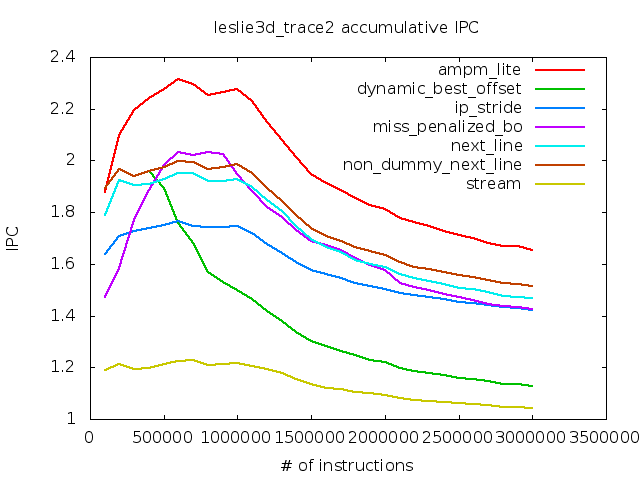 leslie3d_trace2 accumulative IPC
2.4
2.2
2
1.8
1.6
1.4
1.2
1
IPC
ampm_lite
dynamic_best_offset
ip_stride
miss_penalized_bo
next_line
non_dummy_next_line
stream
0 500000 1000000 1500000 2000000 2500000 3000000 3500000
# of instructions